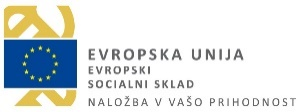 EVROPSKA UNIJA
EVROPSKI
SOCIALNI SKLAD
NALOŽBA V VAŠO PRIHODNOST